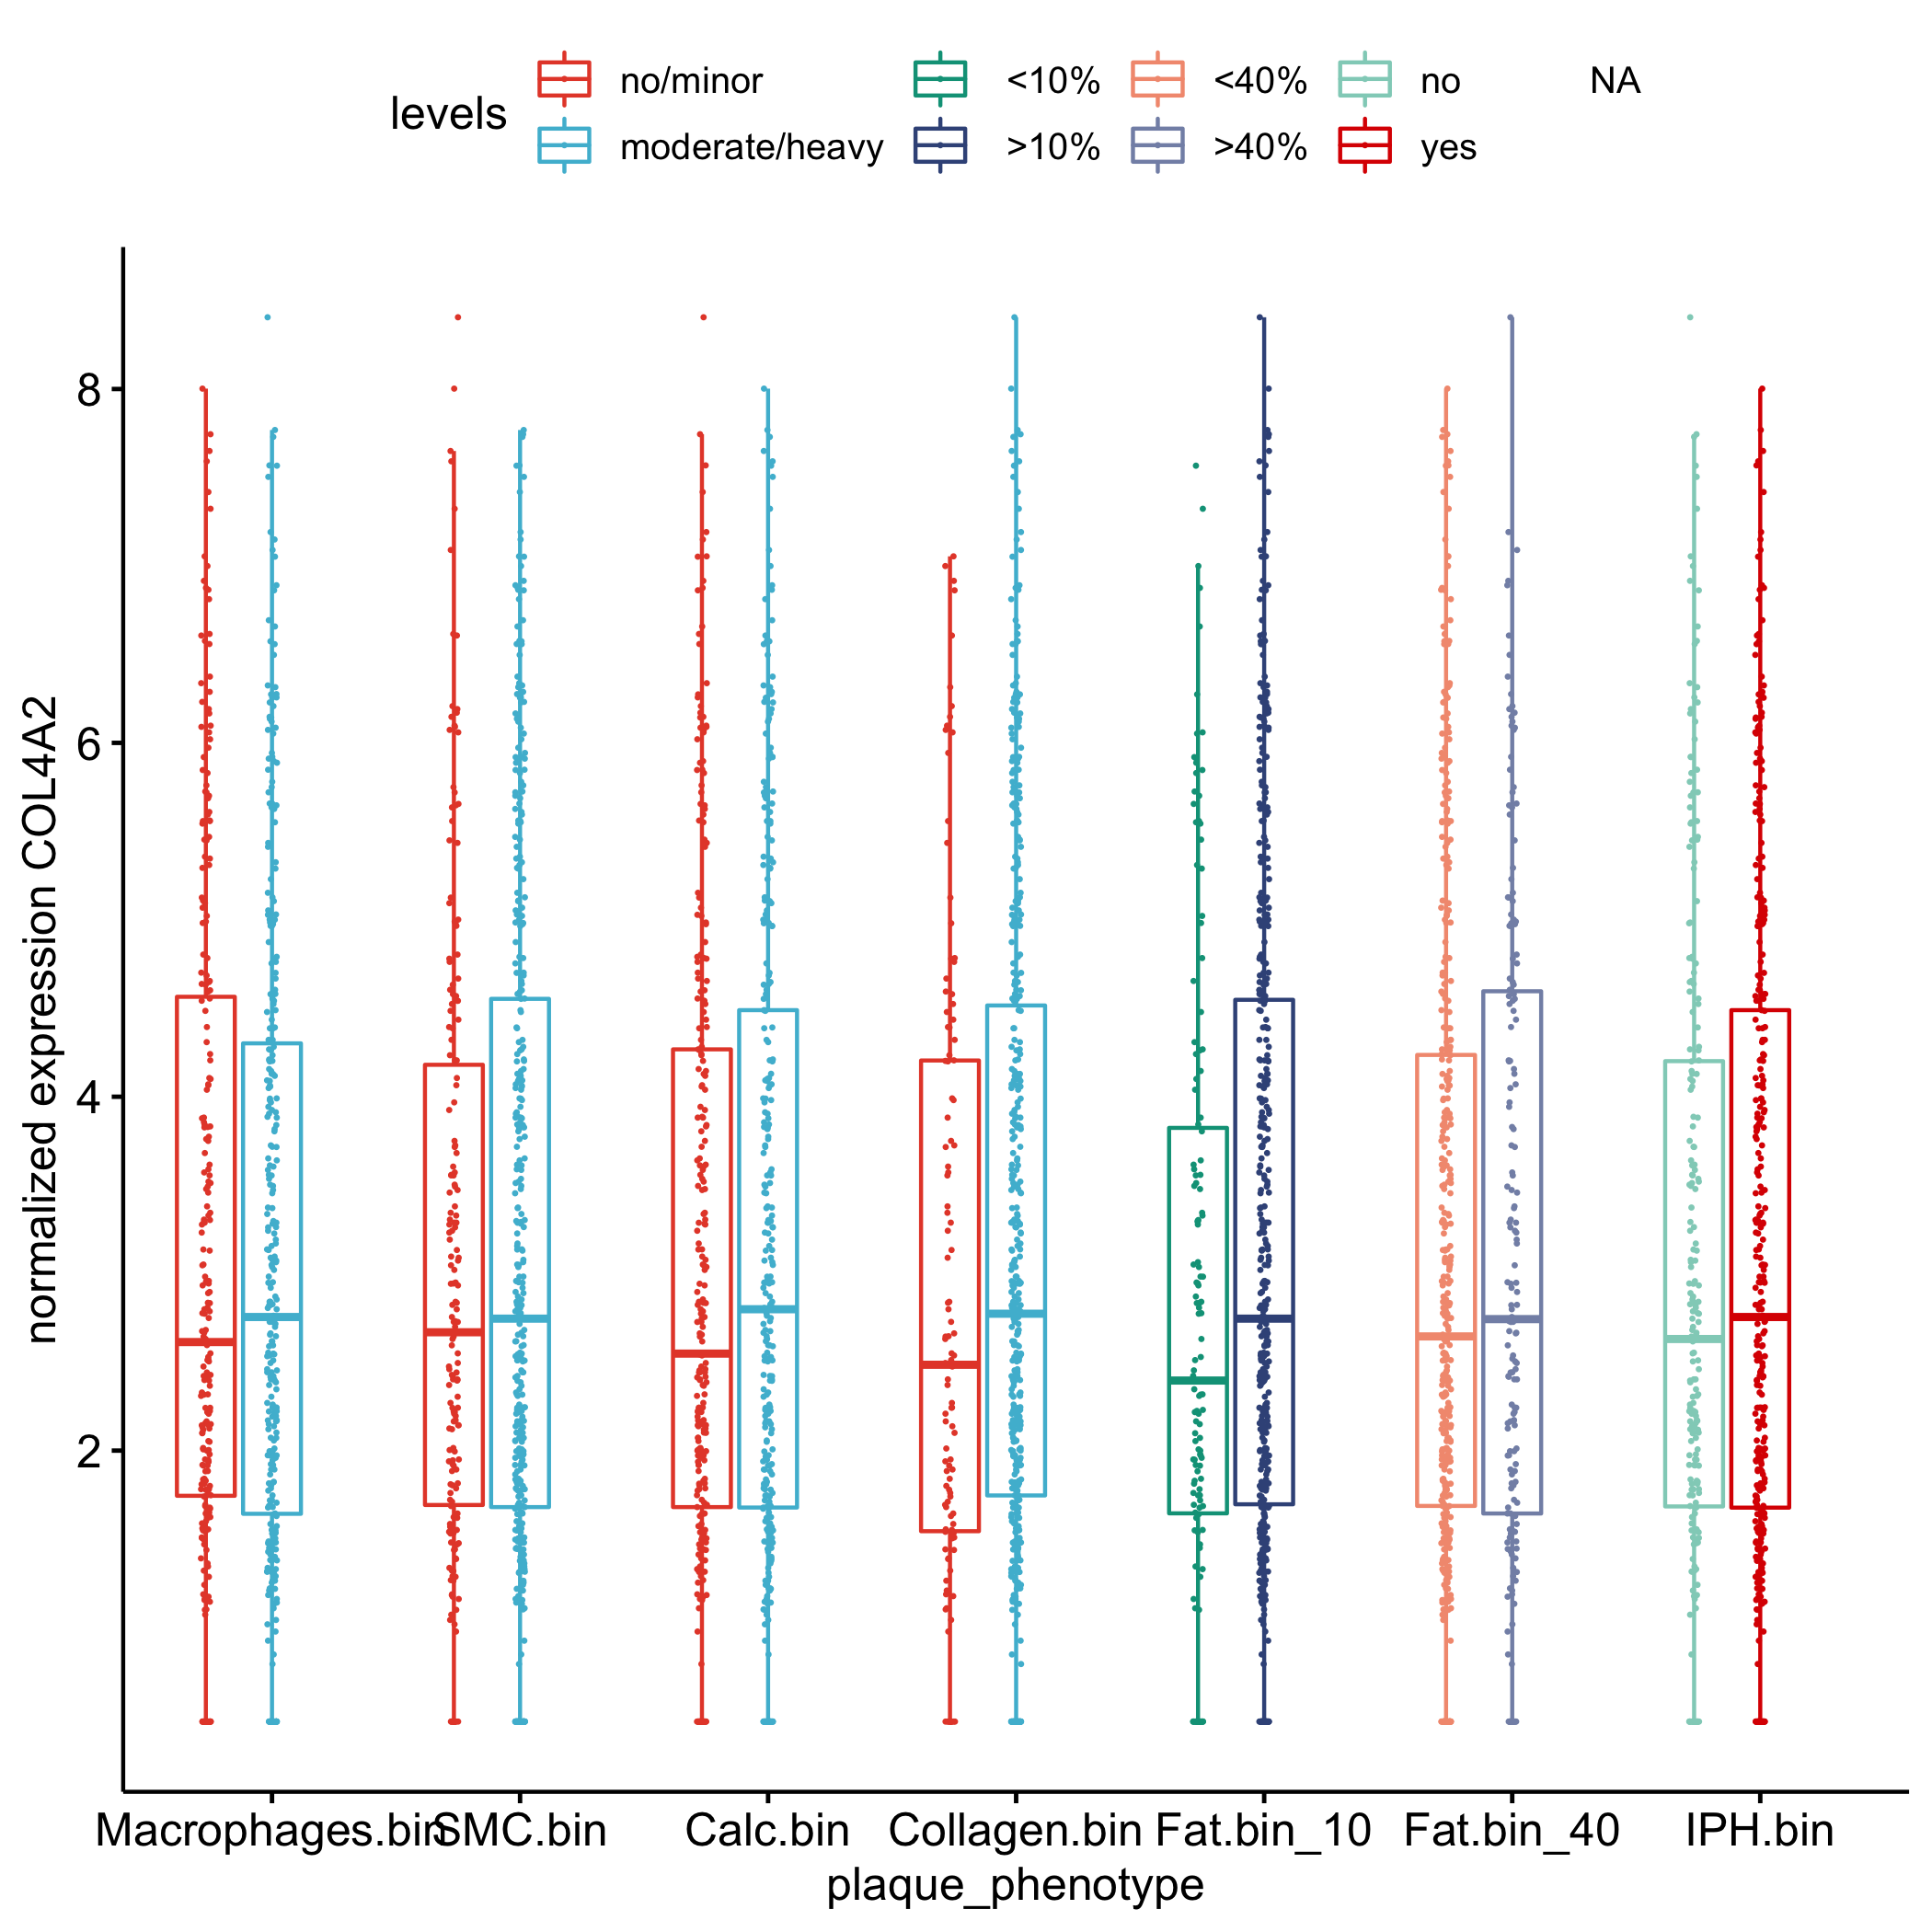 levels
no/minor <10% <40% no NA
moderate/heavy >10% >40% yes
normalized expression COL4A2
8
6
4
2
Macrophages.bin SMC.bin Calc.bin Collagen.bin Fat.bin_10 Fat.bin_40 IPH.bin
plaque_phenotype